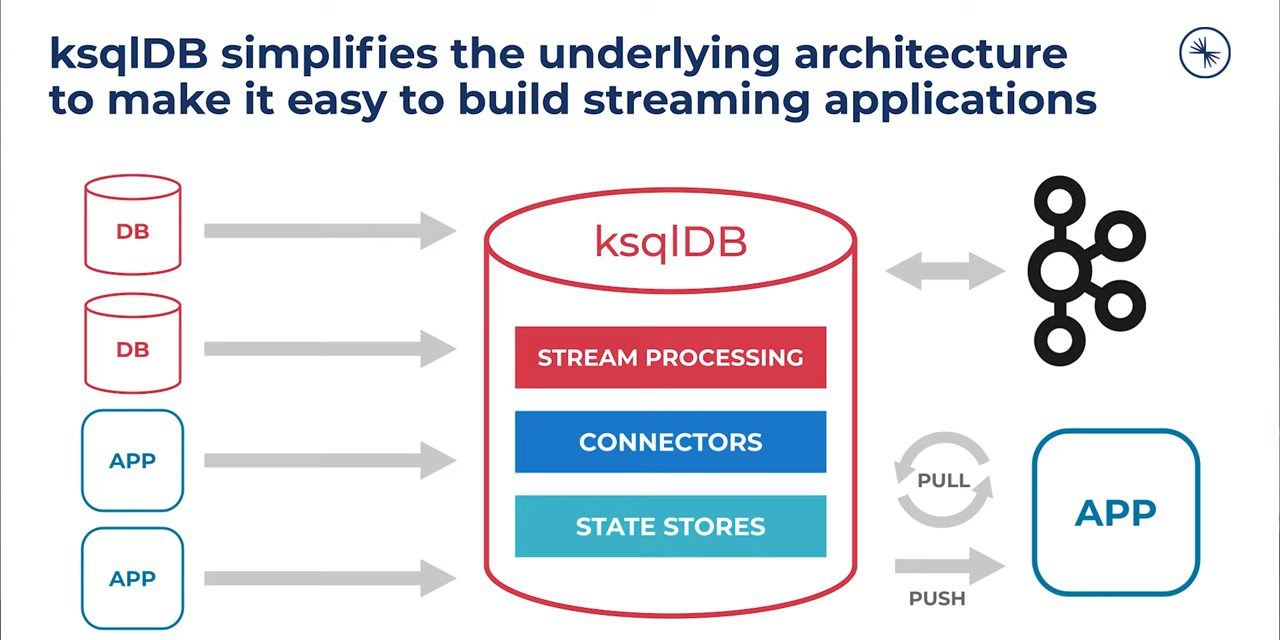 ksqlDB simplifies the underlying architecture
to make it easy to build streaming applications
DB
DB
APP
APP
ksqlDB
STREAM PROCESSING
CONNECTORS
STATE STORES
PULL
PUSH
APP